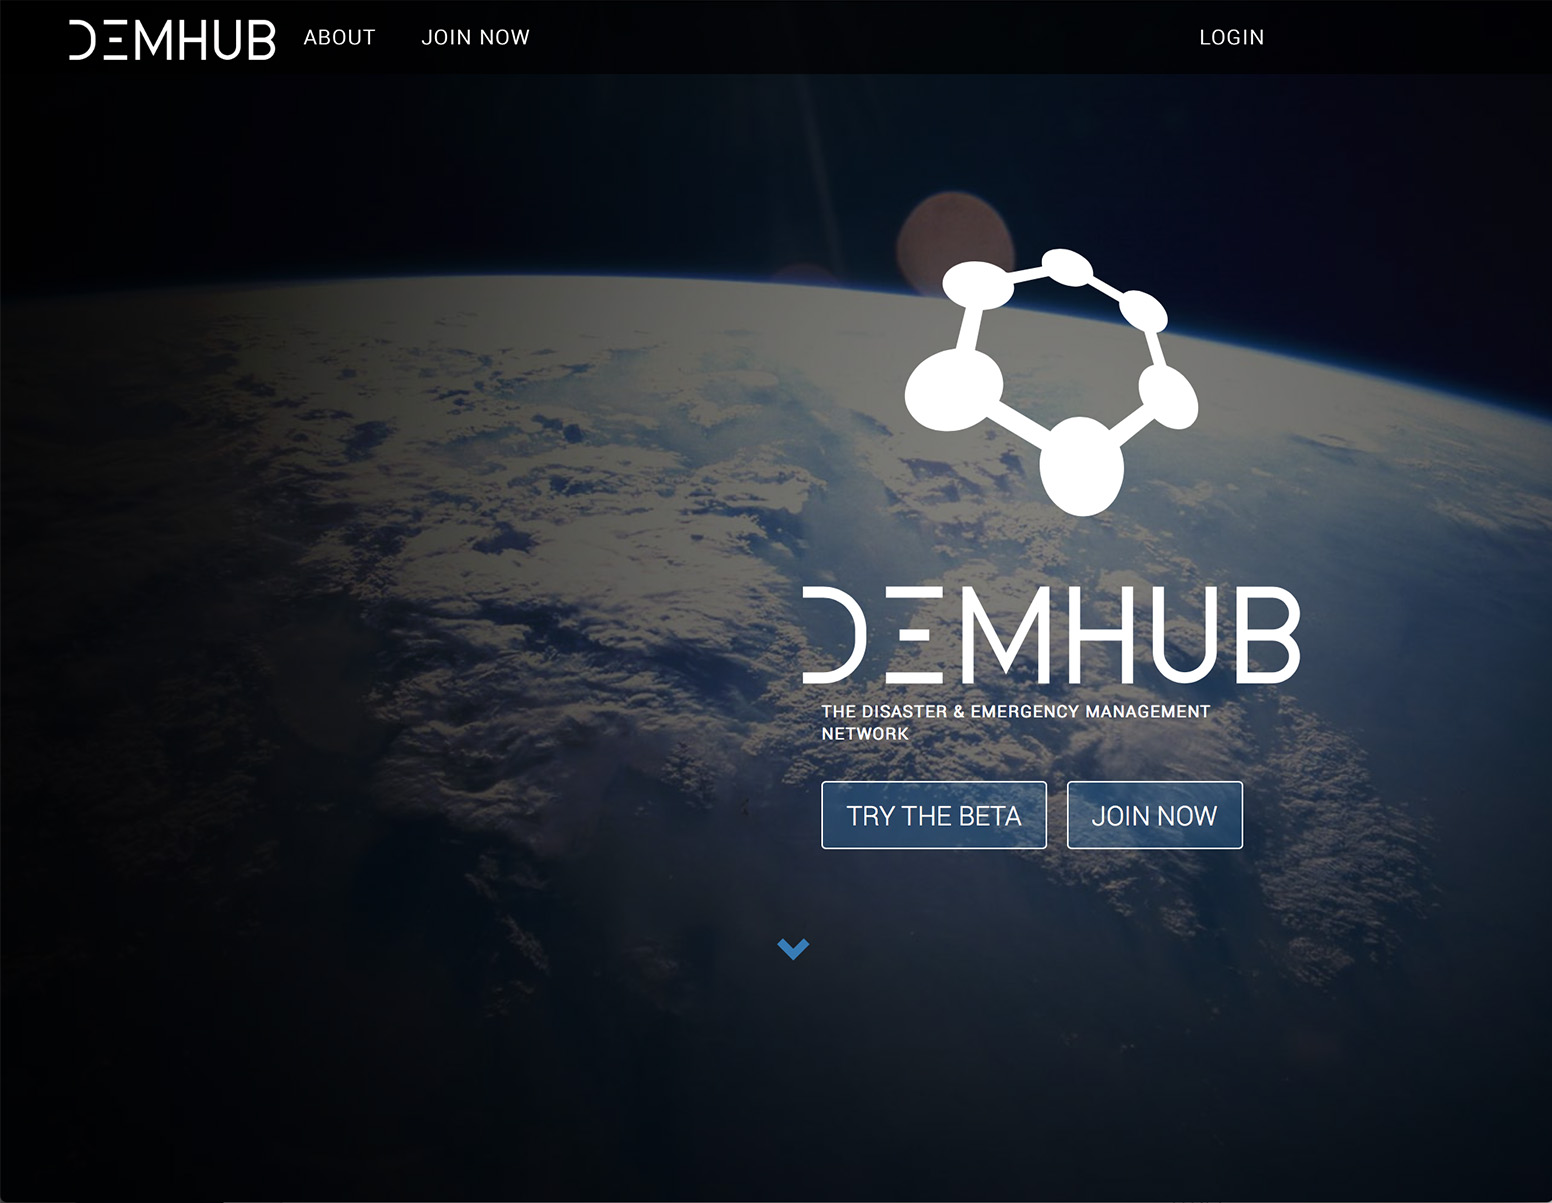 DEMHUB ABOUT JOIN NOW LOGIN
DEMHUB
THE DISASTER & EMERGENCY MANAGEMENT
NETWORK
TRY THE BETA JOIN NOW